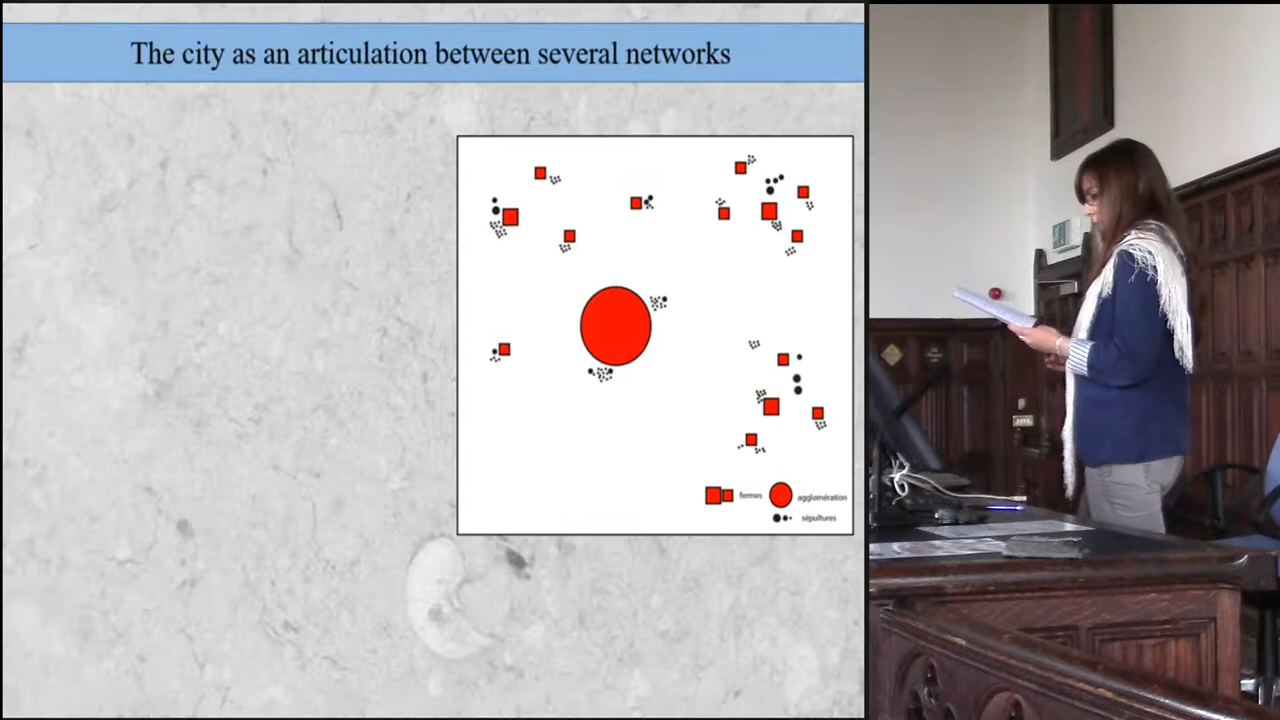 The city as an articulation between several networks
fermes
agglomération
sépultures